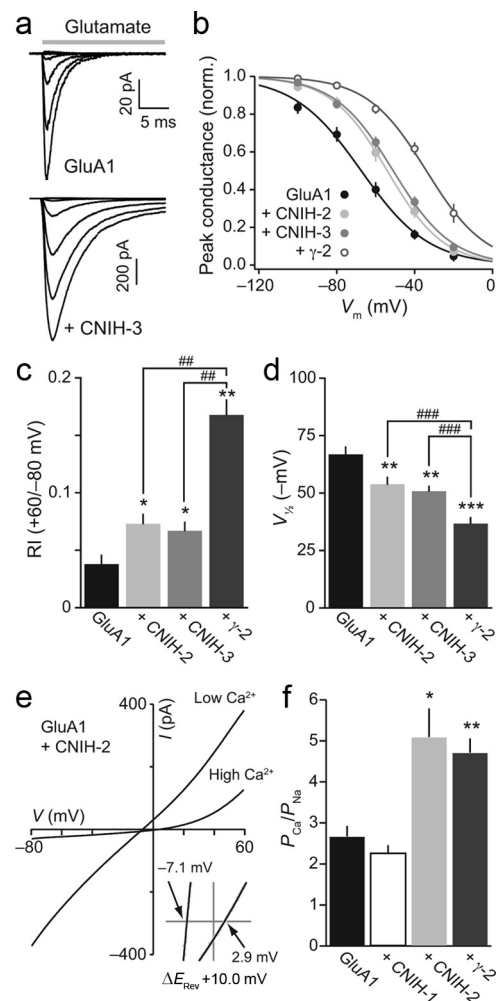 a
Glutamate
20 pA
5 ms
GluA1
200 pA
+ CNIH-3
b
Peak conductance (norm.)
1.0
0.8
0.6
0.4
0.2
0.0
GluA1
+ CNIH-2
+ CNIH-3
+ γ-2
−120
−80
−40
0
Vm (mV)
c
RI (+60/−80 mV)
0.2
0.1
0
##
##
**
*
*
GluA1
+ CNIH-2
+ CNIH-3
+ γ-2
d
V½ (−mV)
100
75
50
25
0
###
###
**
**
***
GluA1
+ CNIH-2
+ CNIH-3
+ γ-2
e
GluA1
+ CNIH-2
400
I (pA)
Low Ca²⁺
High Ca²⁺
V (mV)
−80
60
−7.1 mV
2.9 mV
−400
ΔERev +10.0 mV
f
PCa/PNa
6
5
4
3
2
1
0
*
**
GluA1
+ CNIH-1
+ CNIH-2
+ γ-2